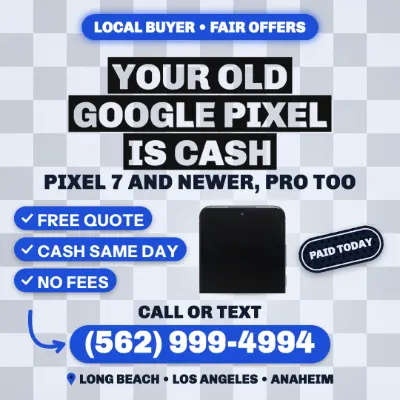 LOCAL BUYER • FAIR OFFERS
YOUR OLD
GOOGLE PIXEL
IS CASH
PIXEL 7 AND NEWER, PRO TOO
FREE QUOTE
CASH SAME DAY
NO FEES
PAID TODAY
CALL OR TEXT
(562) 999-4994
LONG BEACH • LOS ANGELES • ANAHEIM